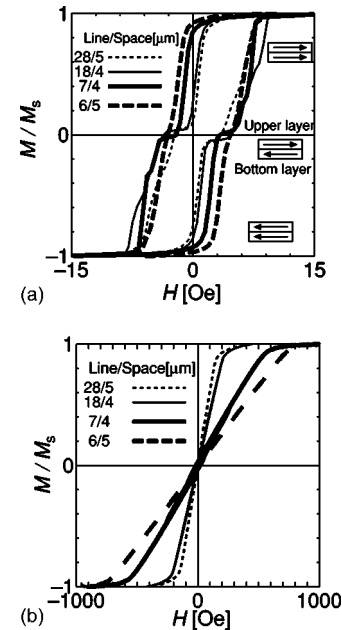 1
Line/Space[μm]
28/5
18/4
7/4
6/5
M / Ms
0
Upper layer
Bottom layer
-1
-15
0
15
(a)
H [Oe]
1
Line/Space[μm]
28/5
18/4
7/4
6/5
M / Ms
0
-1
-1000
0
1000
(b)
H [Oe]